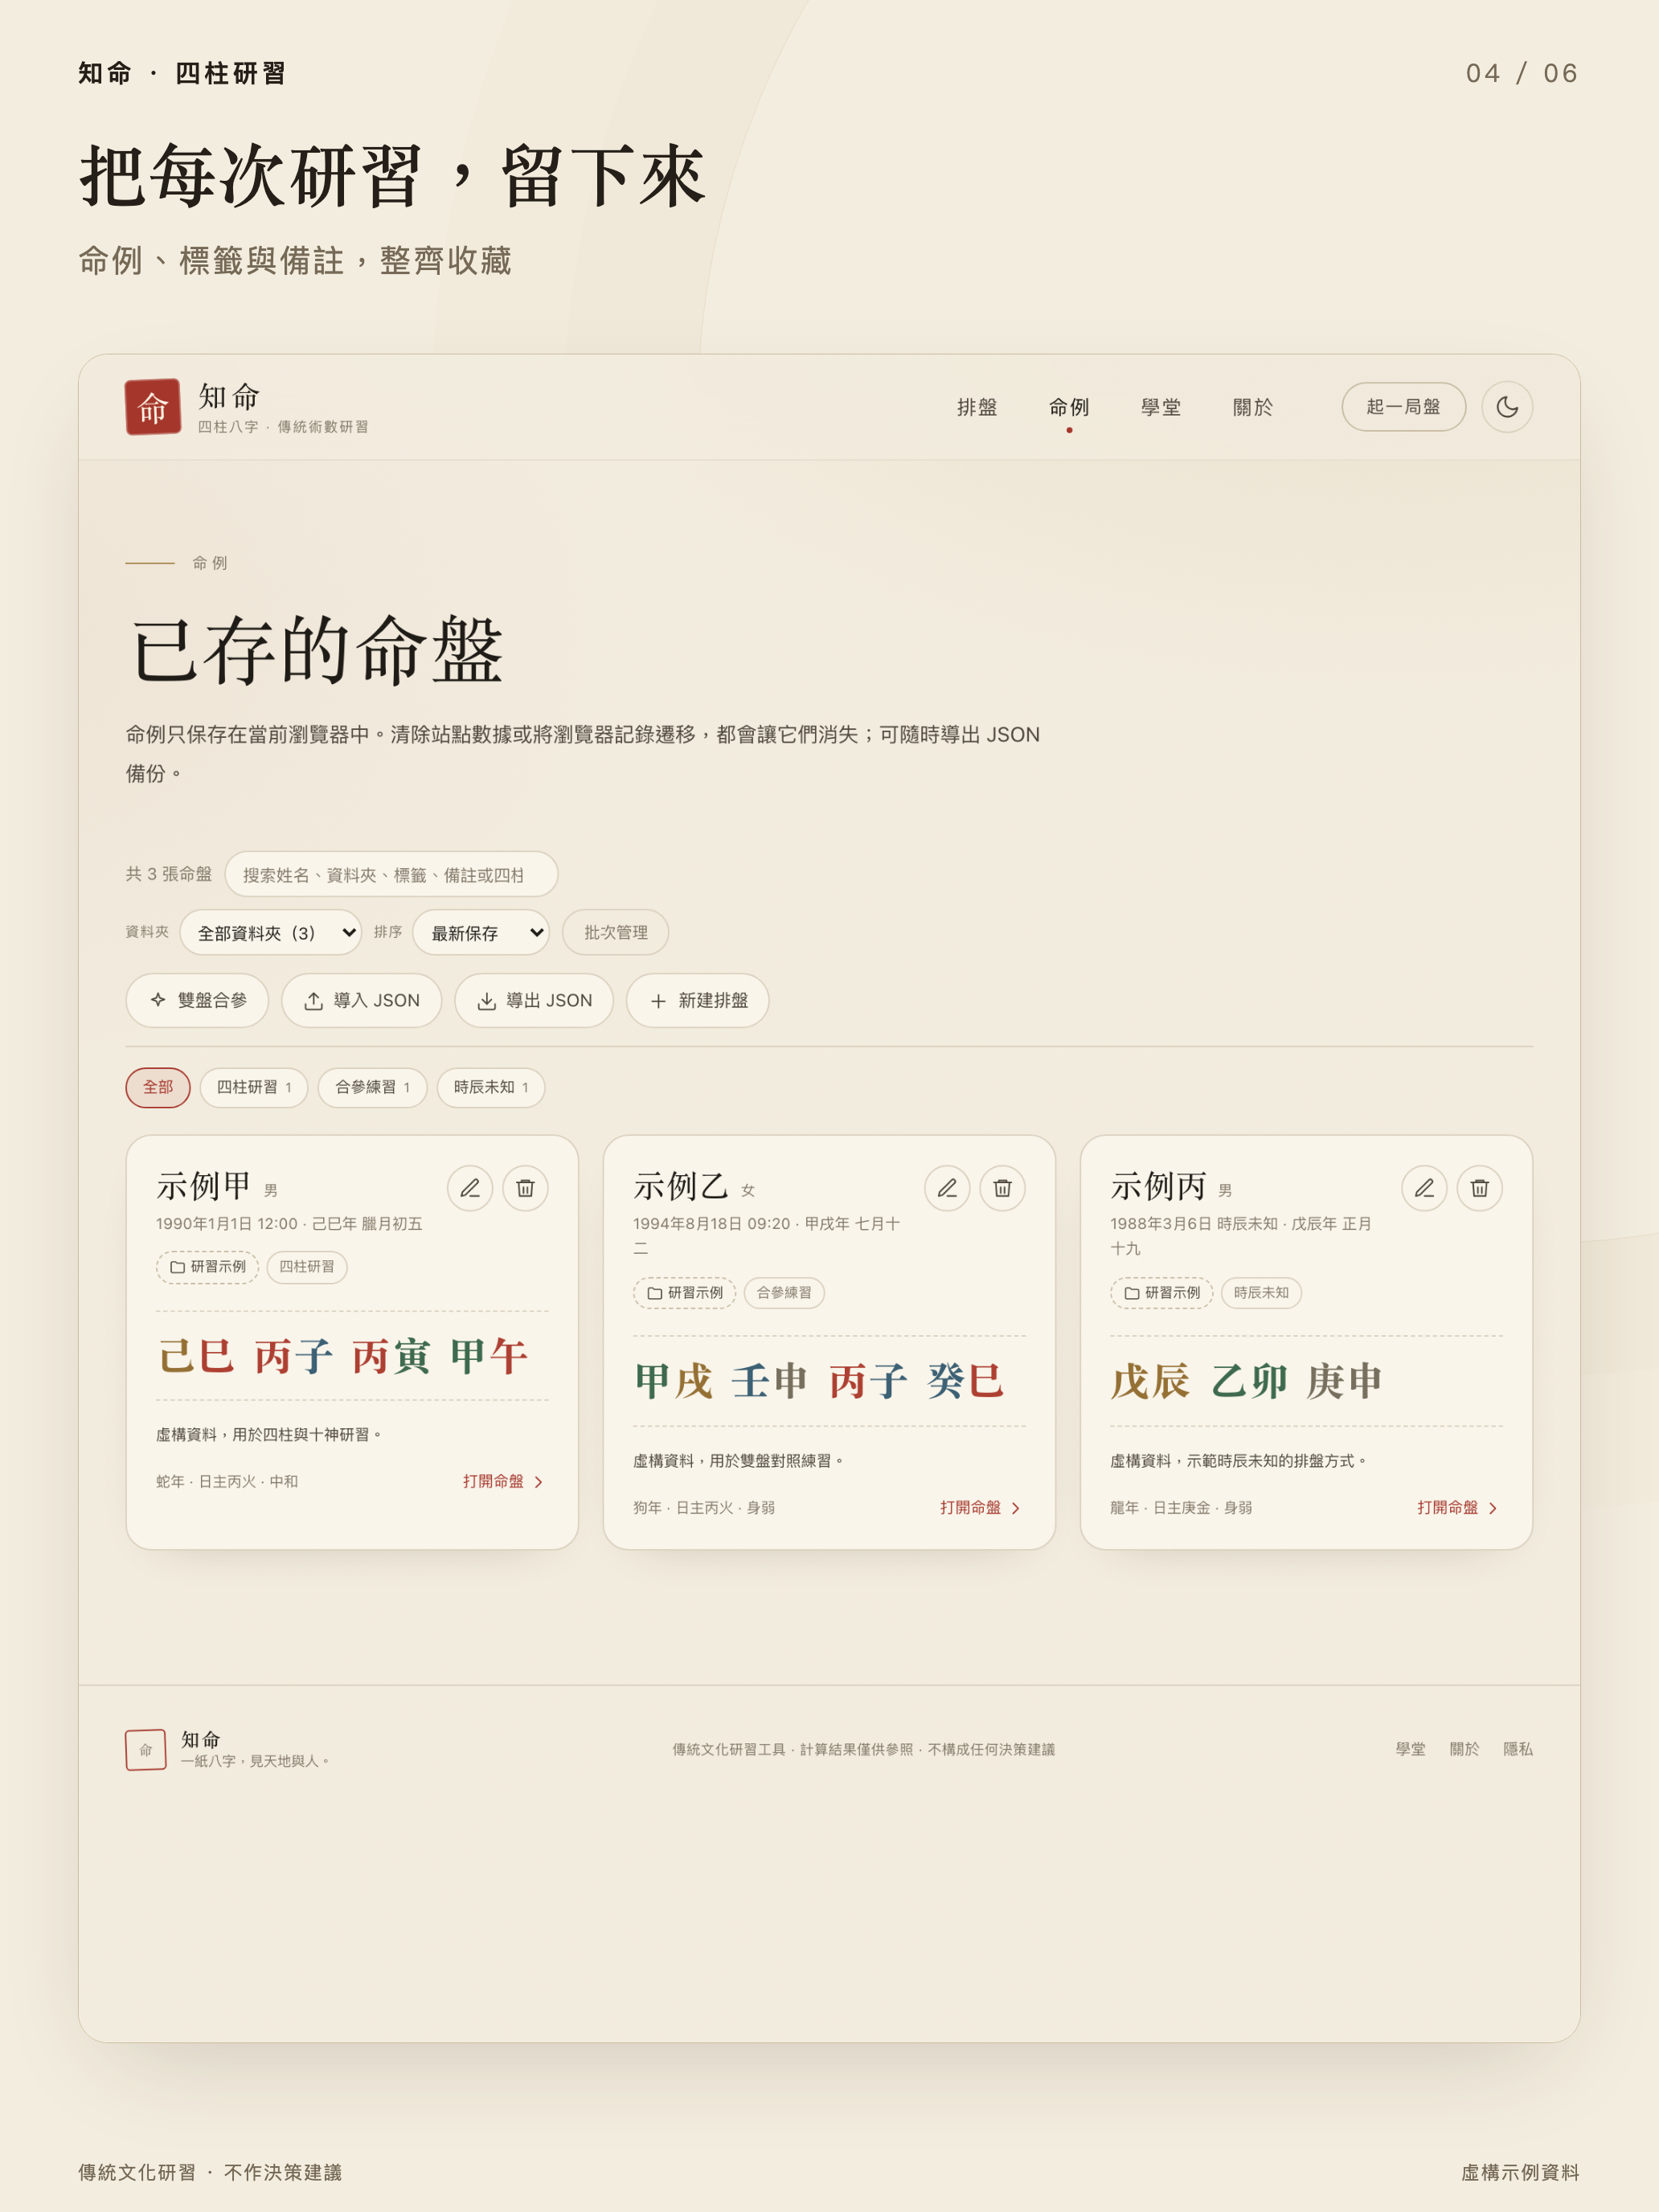 知命 · 四柱研習
04 / 06
把每次研習，留下來
命例、標籤與備註，整齊收藏
命
知命
四柱八字 · 傳統術數研習
排盤
命例
學堂
關於
起一局盤
命例
已存的命盤
命例只保存在當前瀏覽器中。清除站點數據或將瀏覽器記錄遷移，都會讓它們消失；可隨時導出 JSON
備份。
共 3 張命盤
搜索姓名、資料夾、標籤、備註或四柱
資料夾
全部資料夾（3）
排序
最新保存
批次管理
雙盤合參
導入 JSON
導出 JSON
新建排盤
全部
四柱研習 1
合參練習 1
時辰未知 1
示例甲 男
1990年1月1日 12:00 · 己巳年 臘月初五
研習示例
四柱研習
己巳 丙子 丙寅 甲午
虛構資料，用於四柱與十神研習。
蛇年 · 日主丙火 · 中和
打開命盤
示例乙 女
1994年8月18日 09:20 · 甲戌年 七月十
二
研習示例
合參練習
甲戌 壬申 丙子 癸巳
虛構資料，用於雙盤對照練習。
狗年 · 日主丙火 · 身弱
打開命盤
示例丙 男
1988年3月6日 時辰未知 · 戊辰年 正月
十九
研習示例
時辰未知
戊辰 乙卯 庚申
虛構資料，示範時辰未知的排盤方式。
龍年 · 日主庚金 · 身弱
打開命盤
命
知命
一紙八字，見天地與人。
傳統文化研習工具 · 計算結果僅供參照 · 不構成任何決策建議
學堂
關於
隱私
傳統文化研習 · 不作決策建議
虛構示例資料